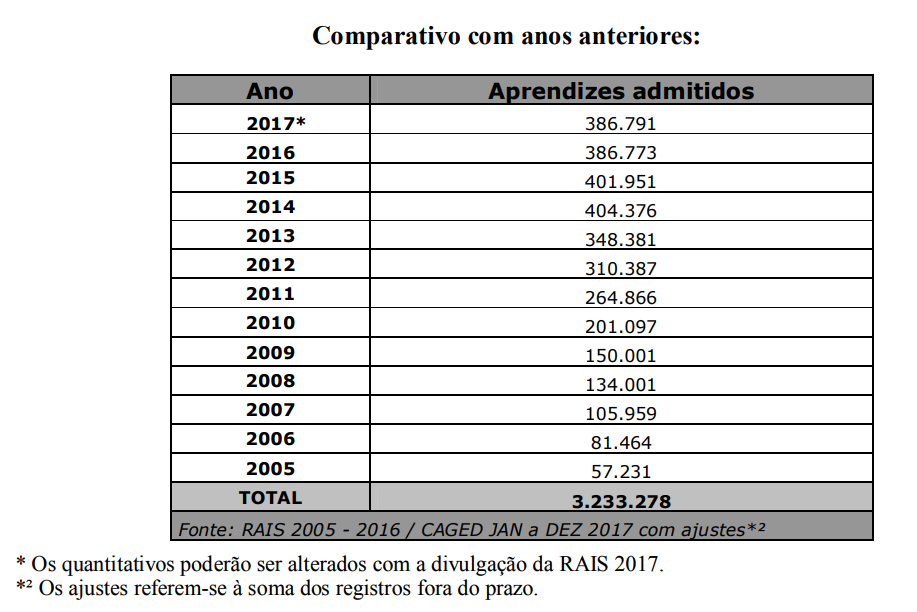 Comparativo com anos anteriores:
Ano Aprendizes admitidos
2017* 386.791
2016 386.773
2015 401.951
2014 404.376
2013 348.381
2012 310.387
2011 264.866
2010 201.097
2009 150.001
2008 134.001
2007 105.959
2006 81.464
2005 57.231
TOTAL 3.233.278
Fonte: RAIS 2005 - 2016 / CAGED JAN a DEZ 2017 com ajustes*²
* Os quantitativos poderão ser alterados com a divulgação da RAIS 2017.
*² Os ajustes referem-se à soma dos registros fora do prazo.